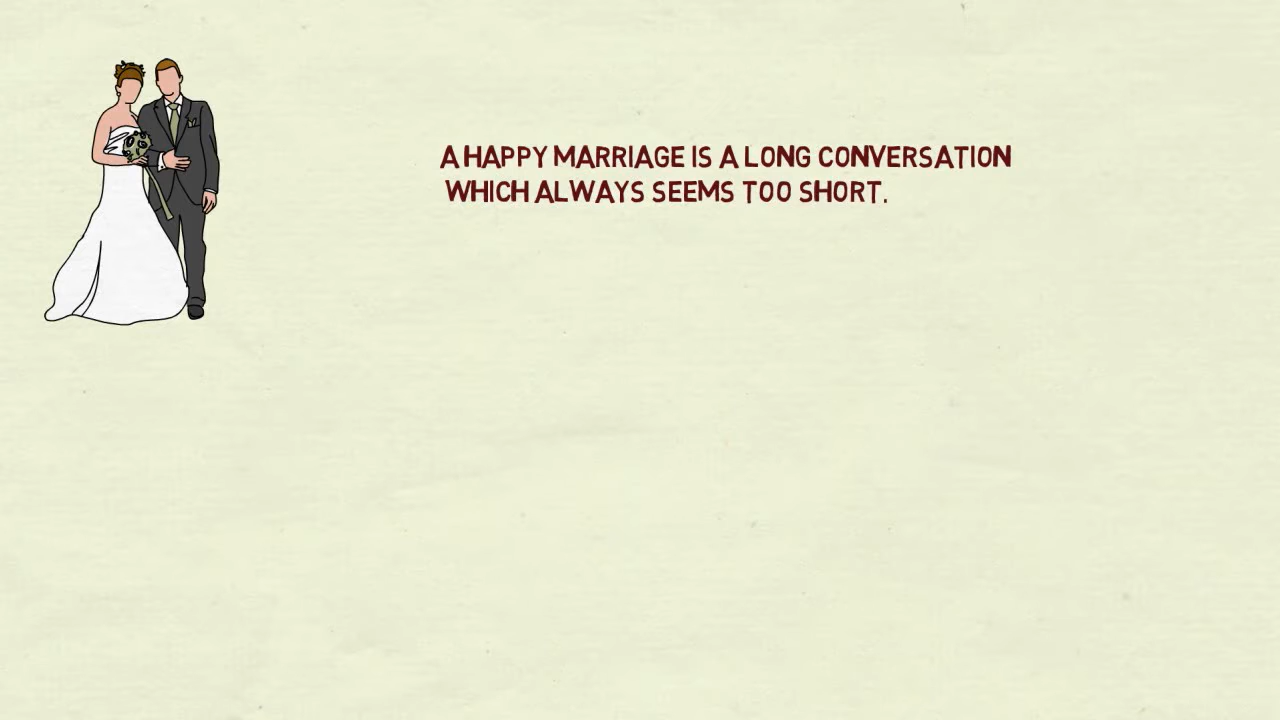 A HAPPY MARRIAGE IS A LONG CONVERSATION
WHICH ALWAYS SEEMS TOO SHORT.